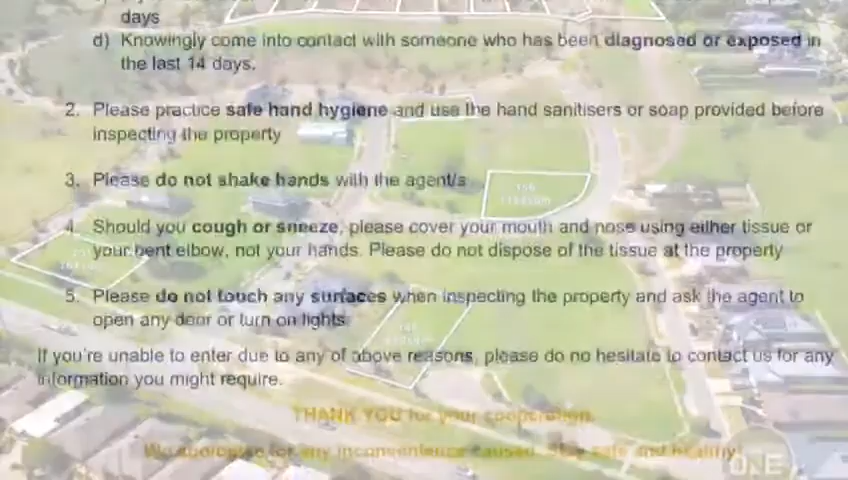 days
d) Knowingly come into contact with someone who has been diagnosed or exposed in
the last 14 days.
2. Please practice safe hand hygiene and use the hand sanitisers or soap provided before
inspecting the property
3. Please do not shake hands with the agent/s
156
4. Should you cough or sneeze, please cover your mouth and nose using either tissue or
your bent elbow, not your hands. Please do not dispose of the tissue at the property
5. Please do not touch any surfaces when inspecting the property and ask the agent to
open any door or turn on lights
If you're unable to enter due to any of above reasons, please do no hesitate to contact us for any
information you might require.
THANK YOU for your cooperation.
We apologise for any inconvenience caused. Stay safe and healthy!
ONE